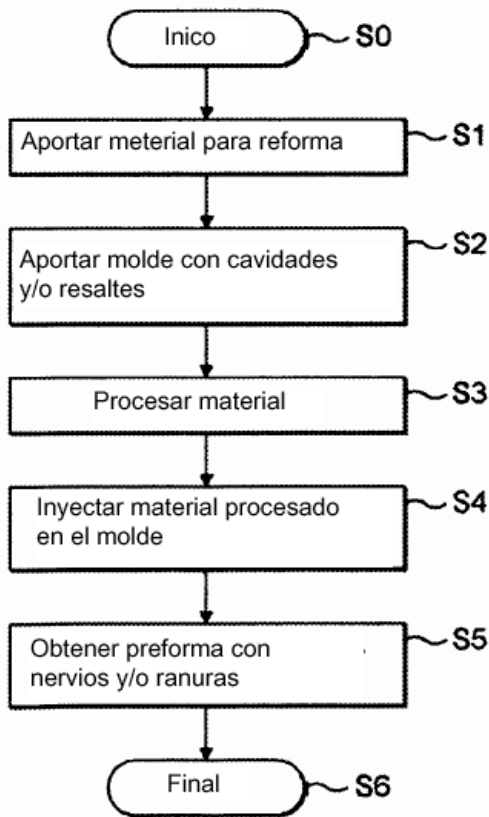 Inico
S0
Aportar meterial para reforma
S1
Aportar molde con cavidades
y/o resaltes
S2
Procesar material
S3
Inyectar material procesado
en el molde
S4
Obtener preforma con
nervios y/o ranuras
S5
Final
S6